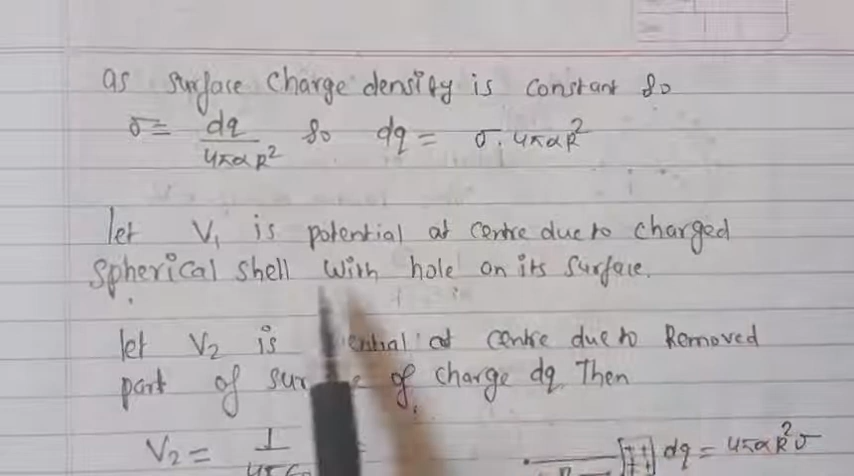 as surface charge density is constant so
σ = dq / 4παR² so dq = σ. 4παR²
let V₁ is potential at centre due to charged
spherical shell with hole on its surface.
let V₂ is at centre due to Removed
part of of charge dq Then
V₂ = 1 dq = 4παR²σ